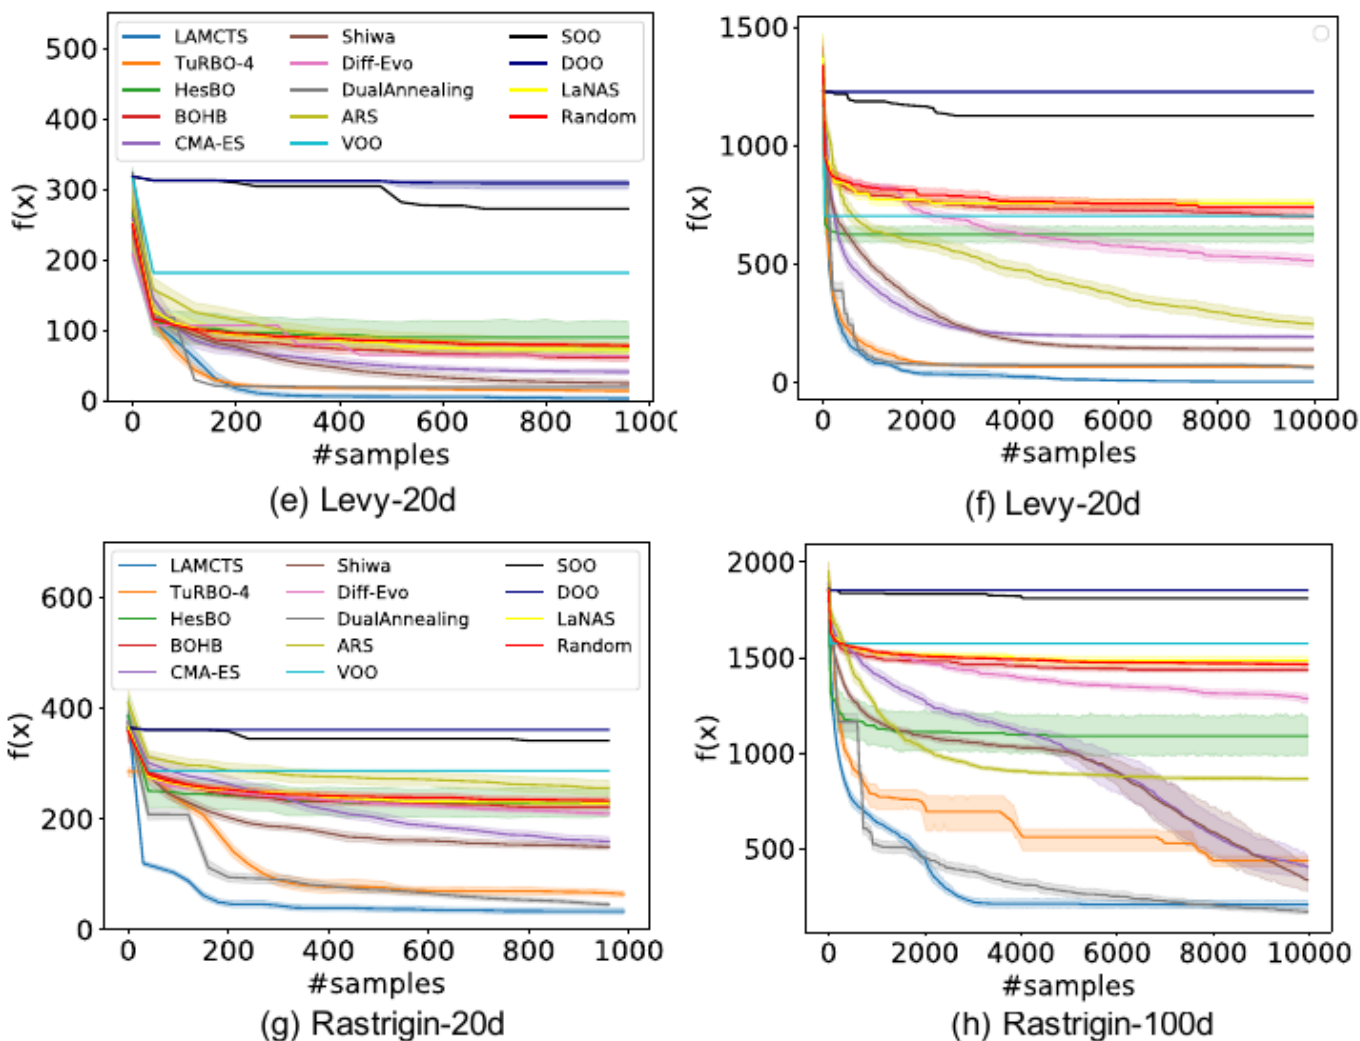 500
400
300
200
100
0
f(x)
LAMCTS
TuRBO-4
HesBO
BOHB
CMA-ES
Shiwa
Diff-Evo
DualAnnealing
ARS
VOO
SOO
DOO
LaNAS
Random
0 200 400 600 800 100
#samples
(e) Levy-20d
1500
1000
500
0
f(x)
0 2000 4000 6000 8000 10000
#samples
(f) Levy-20d
600
400
200
0
f(x)
LAMCTS
TuRBO-4
HesBO
BOHB
CMA-ES
Shiwa
Diff-Evo
DualAnnealing
ARS
VOO
SOO
DOO
LaNAS
Random
0 200 400 600 800 1000
#samples
(g) Rastrigin-20d
2000
1500
1000
500
f(x)
0 2000 4000 6000 8000 10000
#samples
(h) Rastrigin-100d